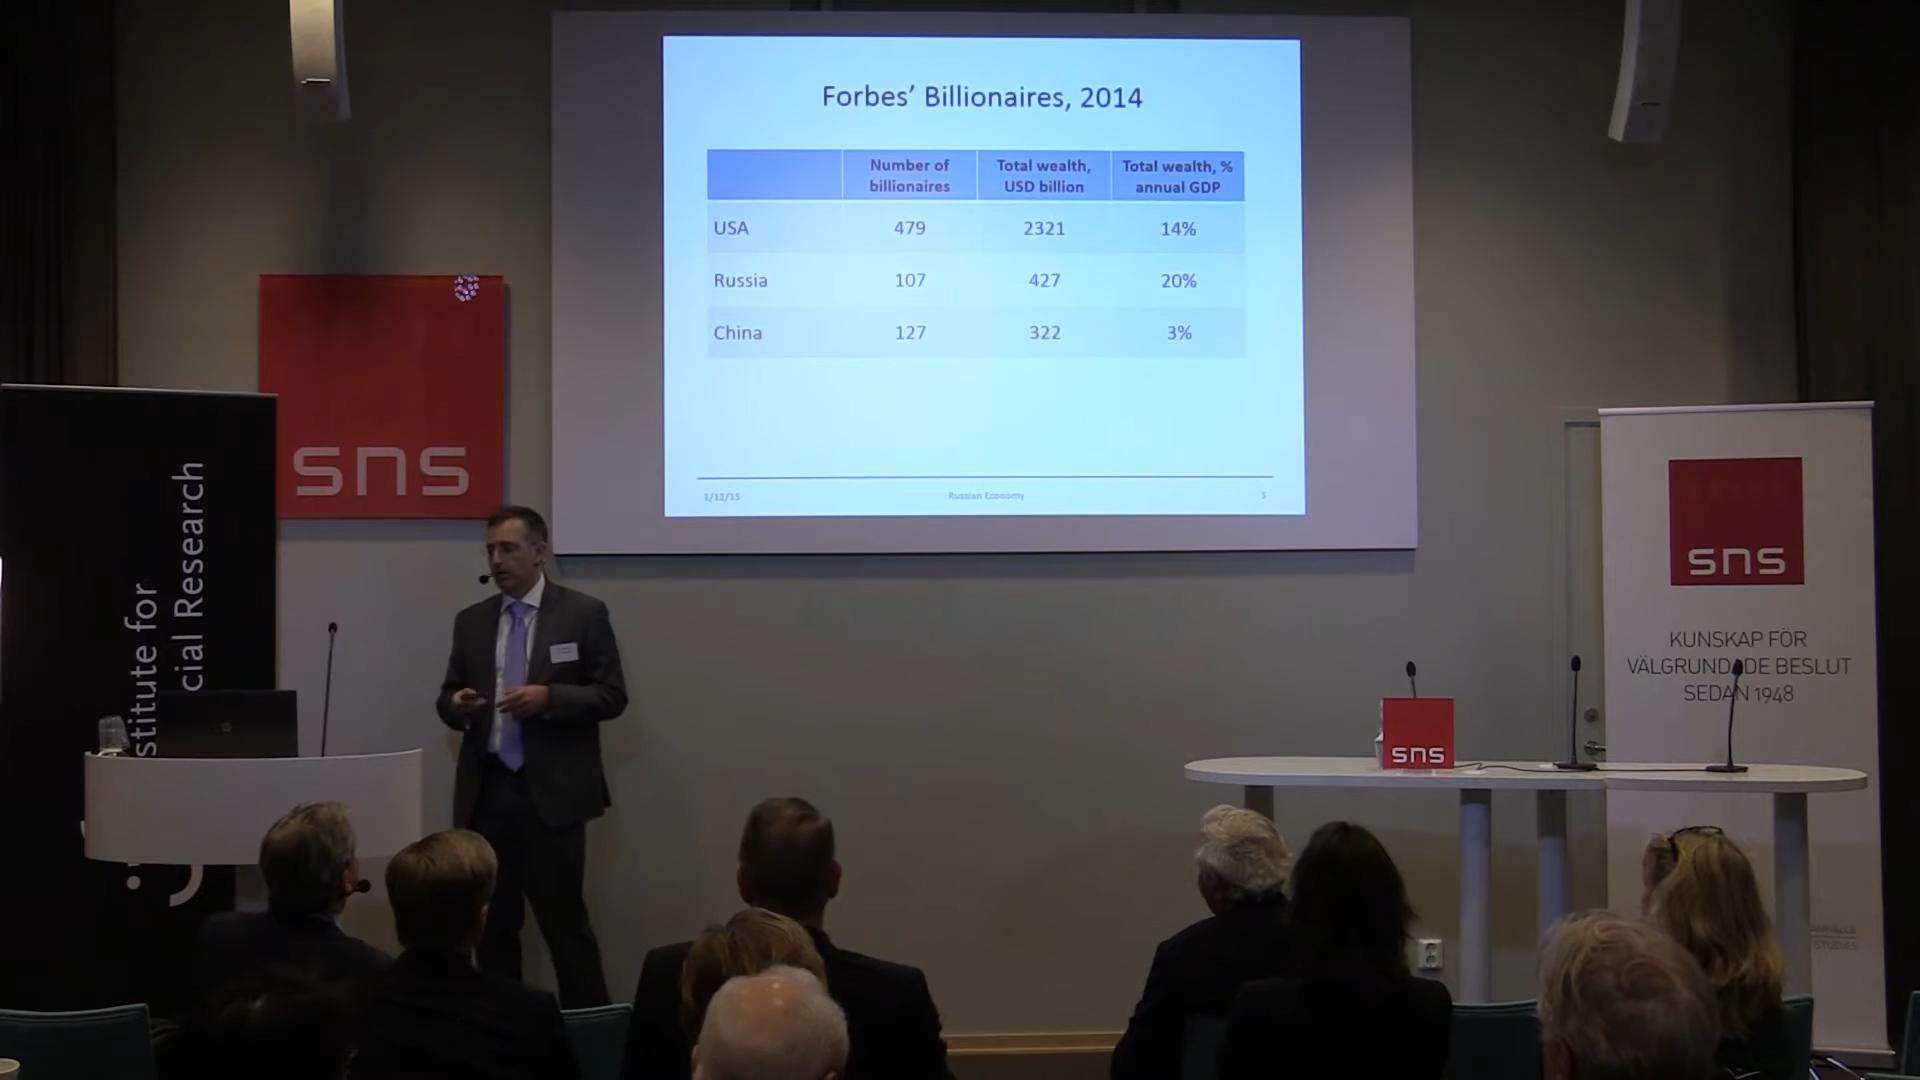 Forbes' Billionaires, 2014
Number of billionaires
Total wealth, USD billion
Total wealth, % annual GDP
USA 479 2321 14%
Russia 107 427 20%
China 127 322 3%
1/12/15 Russian Economy 5
sns
stitute for
cial Research
sns
KUNSKAP FÖR
VÄLGRUNDADE BESLUT
SEDAN 1948
sns
STUDIES